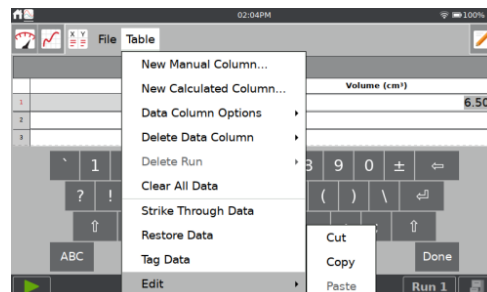 02:04PM 100%
X Y File Table
New Manual Column...
New Calculated Column...
Volume (cm³)
1 6.50
Data Column Options
2
Delete Data Column
3
Delete Run
` 1 8 9 0 ±
Clear All Data
? ! ( ) \
Strike Through Data
Restore Data
Cut
ABC Tag Data Copy Done
Edit Paste Run 1